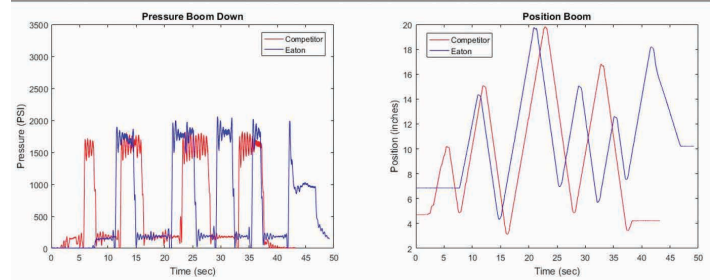 Pressure Boom Down
3500
3000
2500
2000
1500
1000
500
0
Pressure (PSI)
Competitor
Eaton
0 5 10 15 20 25 30 35 40 45 50
Time (sec)
Position Boom
20
18
16
14
12
10
8
6
4
2
Position (Inches)
Competitor
Eaton
0 5 10 15 20 25 30 35 40 45 50
Time (sec)